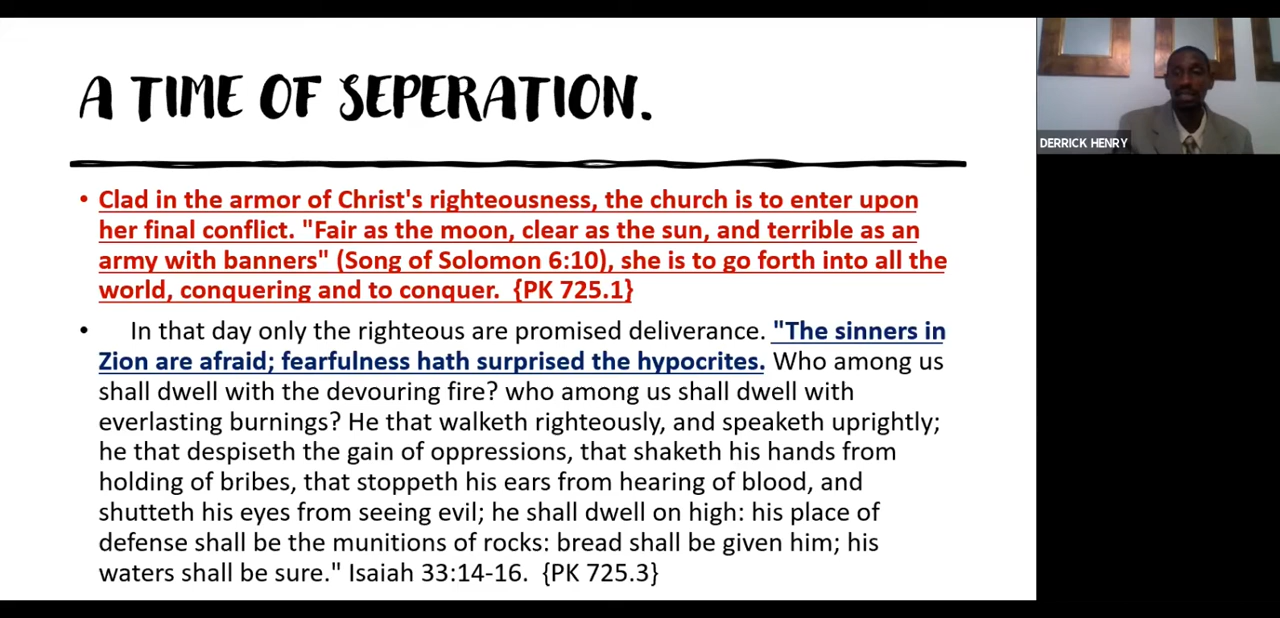 A TIME OF SEPERATION.
• Clad in the armor of Christ's righteousness, the church is to enter upon
her final conflict. "Fair as the moon, clear as the sun, and terrible as an
army with banners" (Song of Solomon 6:10), she is to go forth into all the
world, conquering and to conquer. {PK 725.1}
• In that day only the righteous are promised deliverance. "The sinners in
Zion are afraid; fearfulness hath surprised the hypocrites. Who among us
shall dwell with the devouring fire? who among us shall dwell with
everlasting burnings? He that walketh righteously, and speaketh uprightly;
he that despiseth the gain of oppressions, that shaketh his hands from
holding of bribes, that stoppeth his ears from hearing of blood, and
shutteth his eyes from seeing evil; he shall dwell on high: his place of
defense shall be the munitions of rocks: bread shall be given him; his
waters shall be sure." Isaiah 33:14-16. {PK 725.3}
DERRICK HENRY